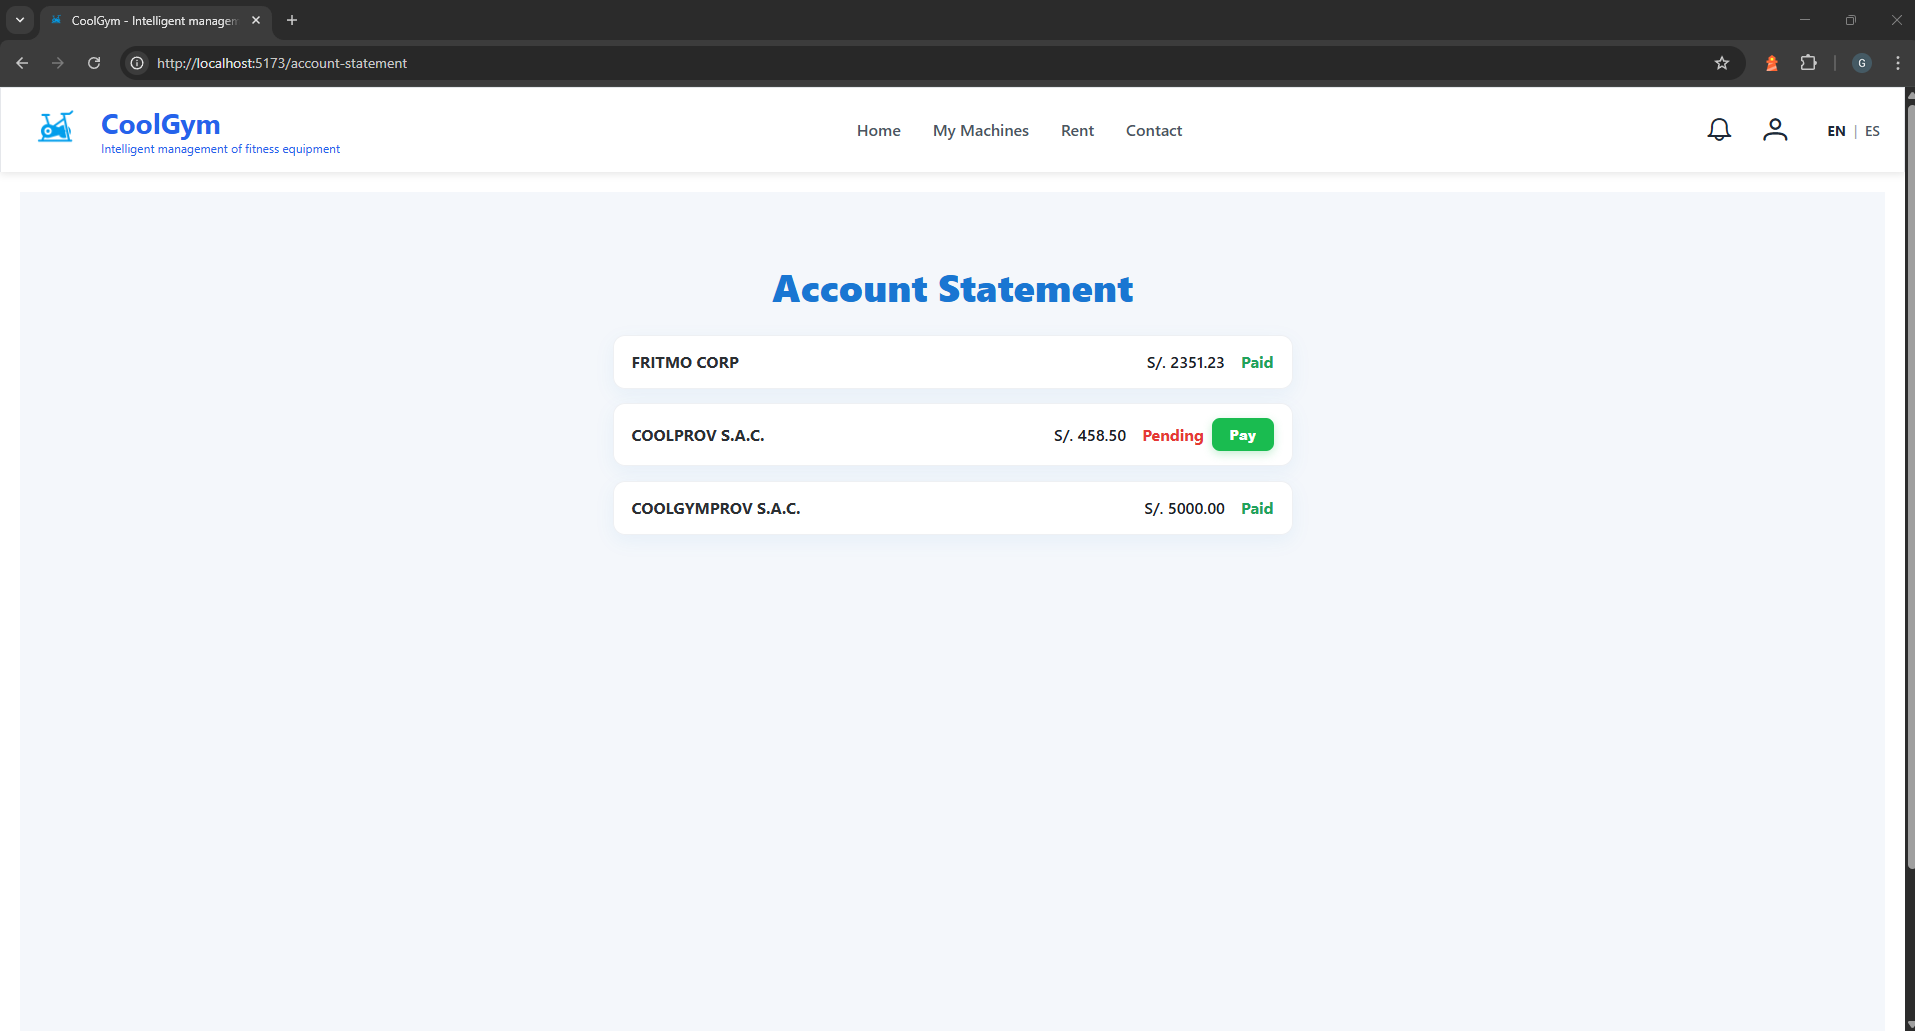 CoolGym - Intelligent managem
http://localhost:5173/account-statement
G
CoolGym
Intelligent management of fitness equipment
Home My Machines Rent Contact
EN | ES
Account Statement
FRITMO CORP S/. 2351.23 Paid
COOLPROV S.A.C. S/. 458.50 Pending Pay
COOLGYMPROV S.A.C. S/. 5000.00 Paid